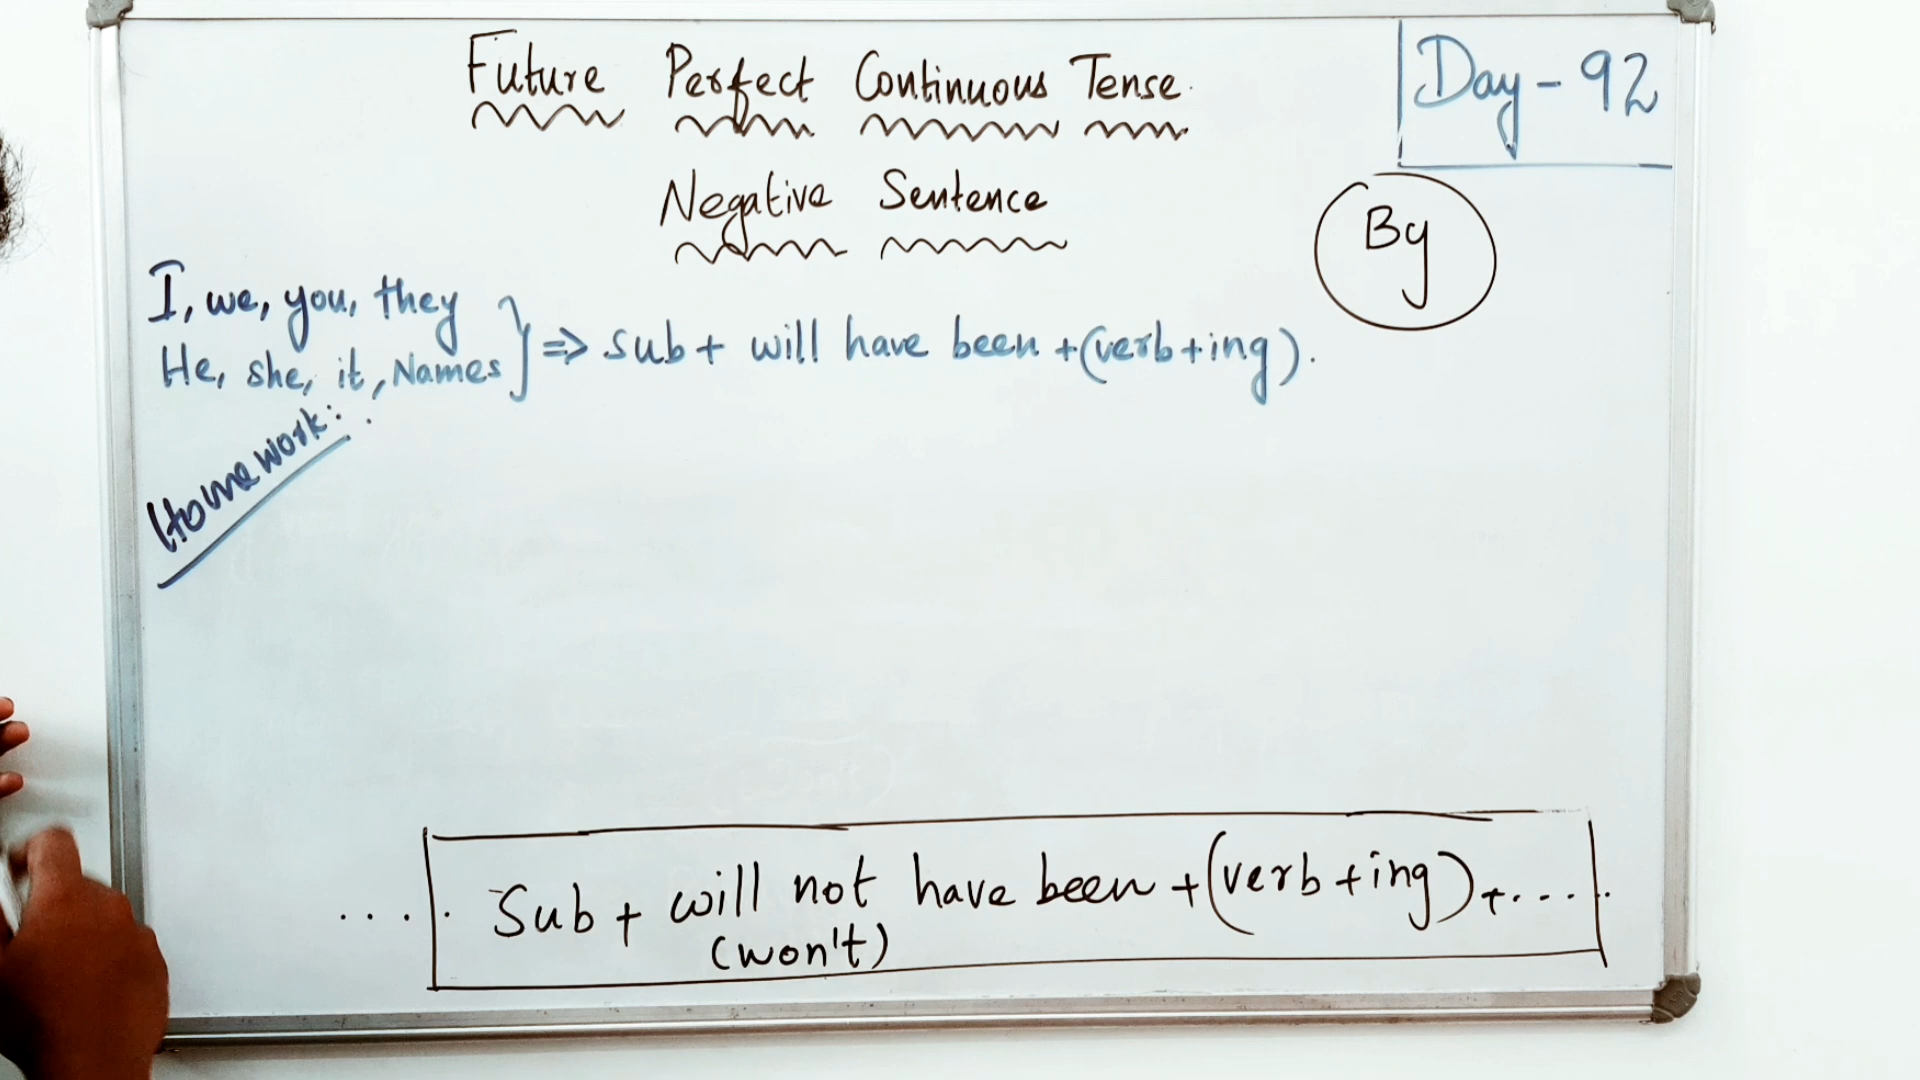 Future Perfect Continuous Tense.
Day - 92
Negative Sentence
By
I, we, you, they
He, she, it, Names } => sub + will have been + (verb + ing).
Homework:
.... Sub + will not have been + (verb + ing) + ....
(won't)